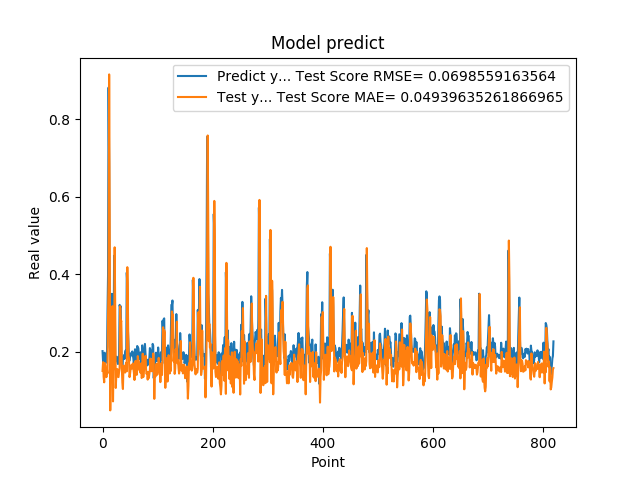 Model predict
Predict y... Test Score RMSE= 0.0698559163564
Test y... Test Score MAE= 0.04939635261866965
Real value
0.8
0.6
0.4
0.2
0 200 400 600 800
Point